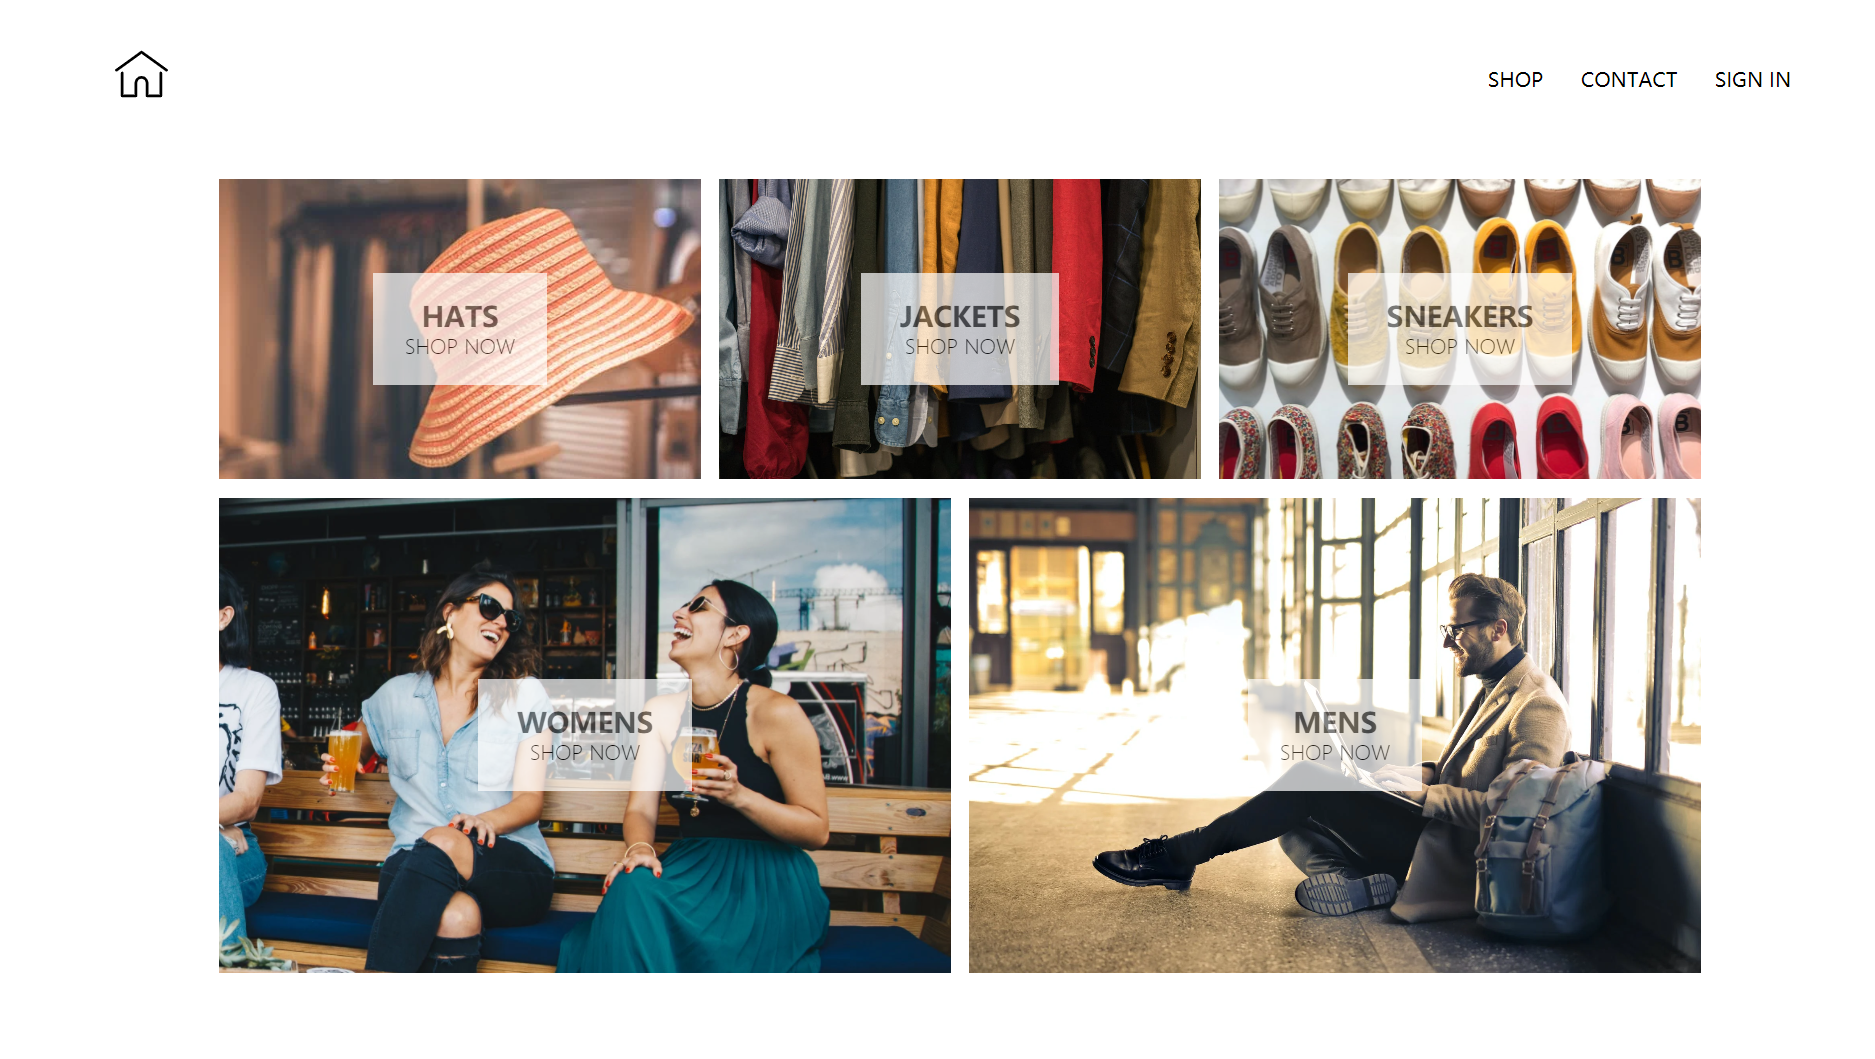 SHOP CONTACT SIGN IN
HATS
SHOP NOW
JACKETS
SHOP NOW
SNEAKERS
SHOP NOW
WOMENS
SHOP NOW
MENS
SHOP NOW